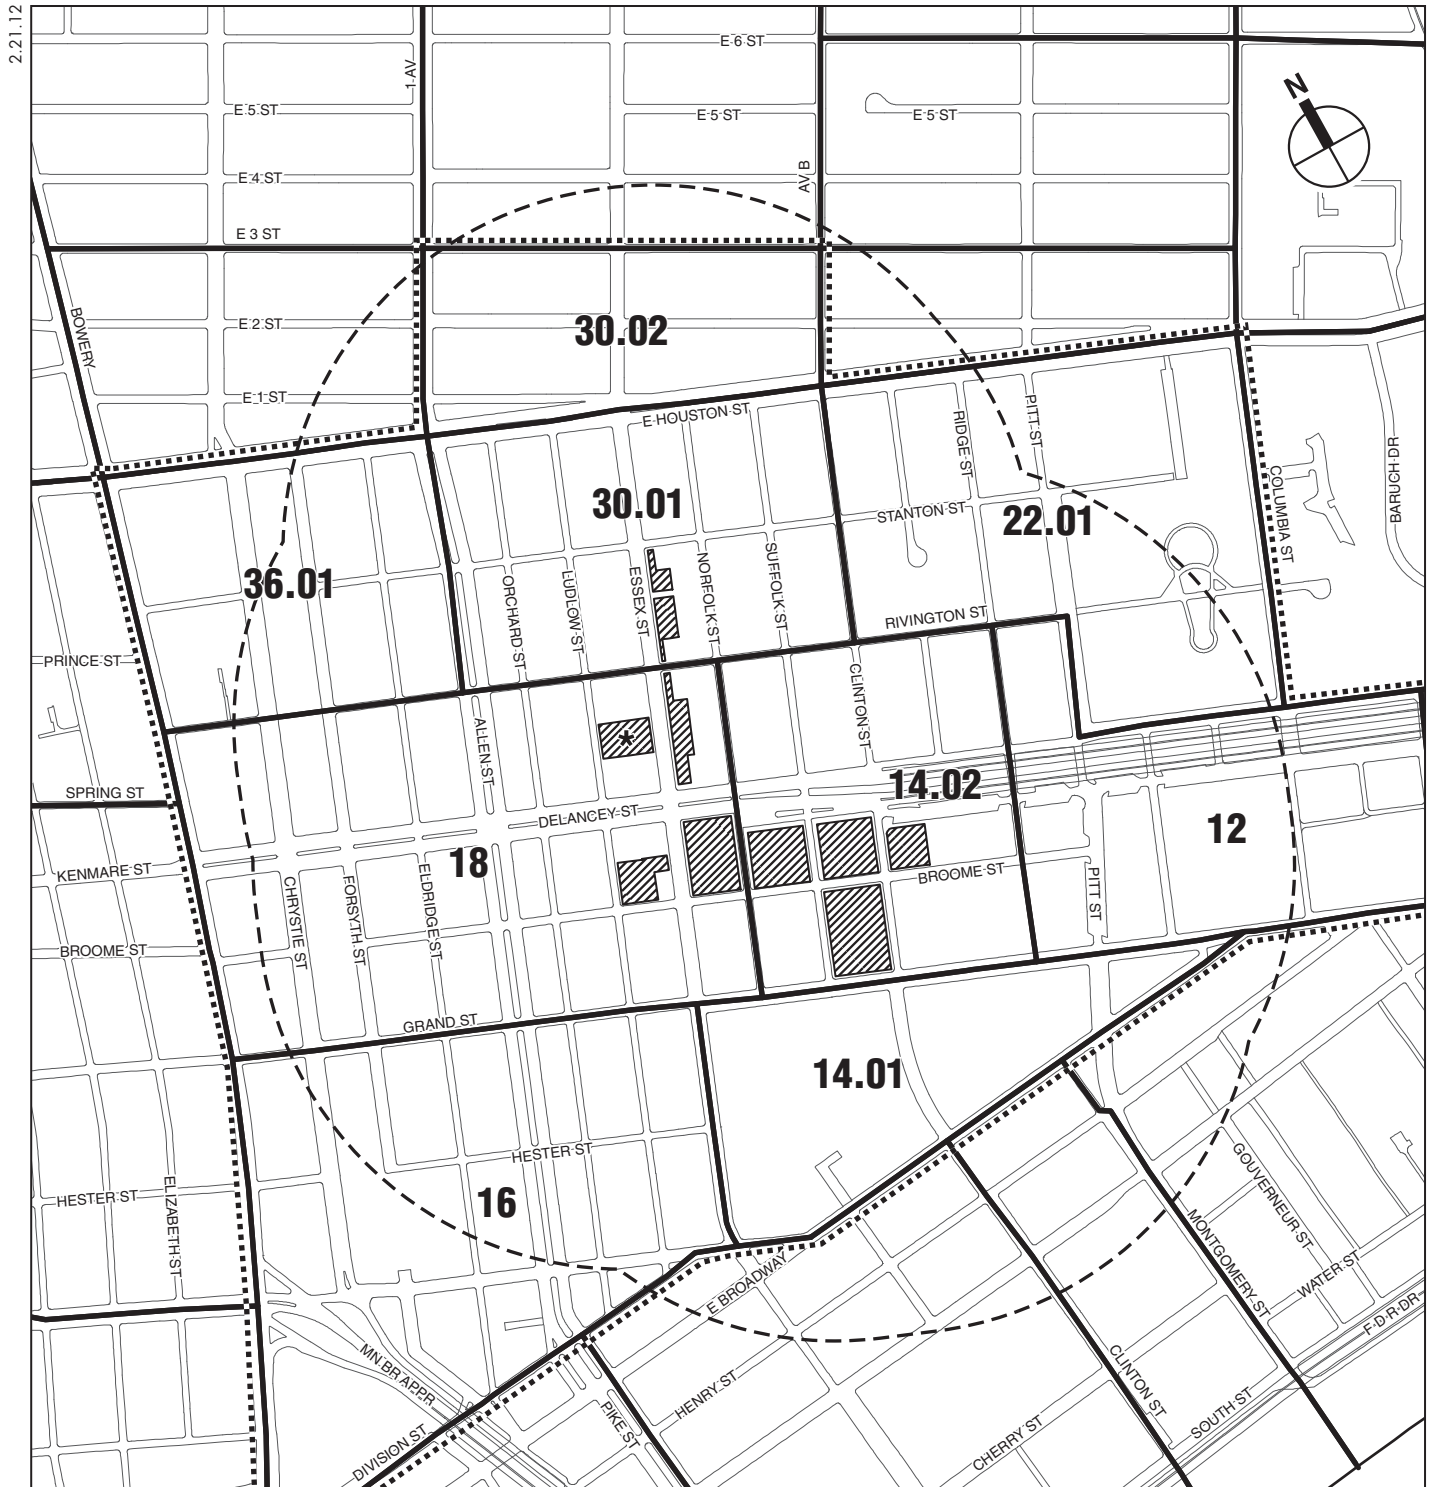 2.21.12
E 6 ST
1 AV
N
E 5 ST
E 5 ST
E 5 ST
E 4 ST
AV B
E 3 ST
BOWERY
E 2 ST
30.02
E 1 ST
E HOUSTON ST
RIDGE ST
PITT ST
COLUMBIA ST
BARUCH DR
30.01
STANTON ST
22.01
36.01
ORCHARD ST
LUDLOW ST
ESSEX ST
NORFOLK ST
SUFFOLK ST
RIVINGTON ST
PRINCE ST
CLINTON ST
ALLEN ST
*
SPRING ST
14.02
DELANCEY ST
12
KENMARE ST
18
CHRYSTIE ST
FORSYTH ST
ELDRIDGE ST
BROOME ST
PITT ST
BROOME ST
GRAND ST
14.01
HESTER ST
HESTER ST
ELIZABETH ST
16
GOUVERNEUR ST
MONTGOMERY ST
WATER ST
E BROADWAY
F D R DR
MN BR APPR
HENRY ST
CLINTON ST
PIKE ST
SOUTH ST
CHERRY ST
DIVISION ST